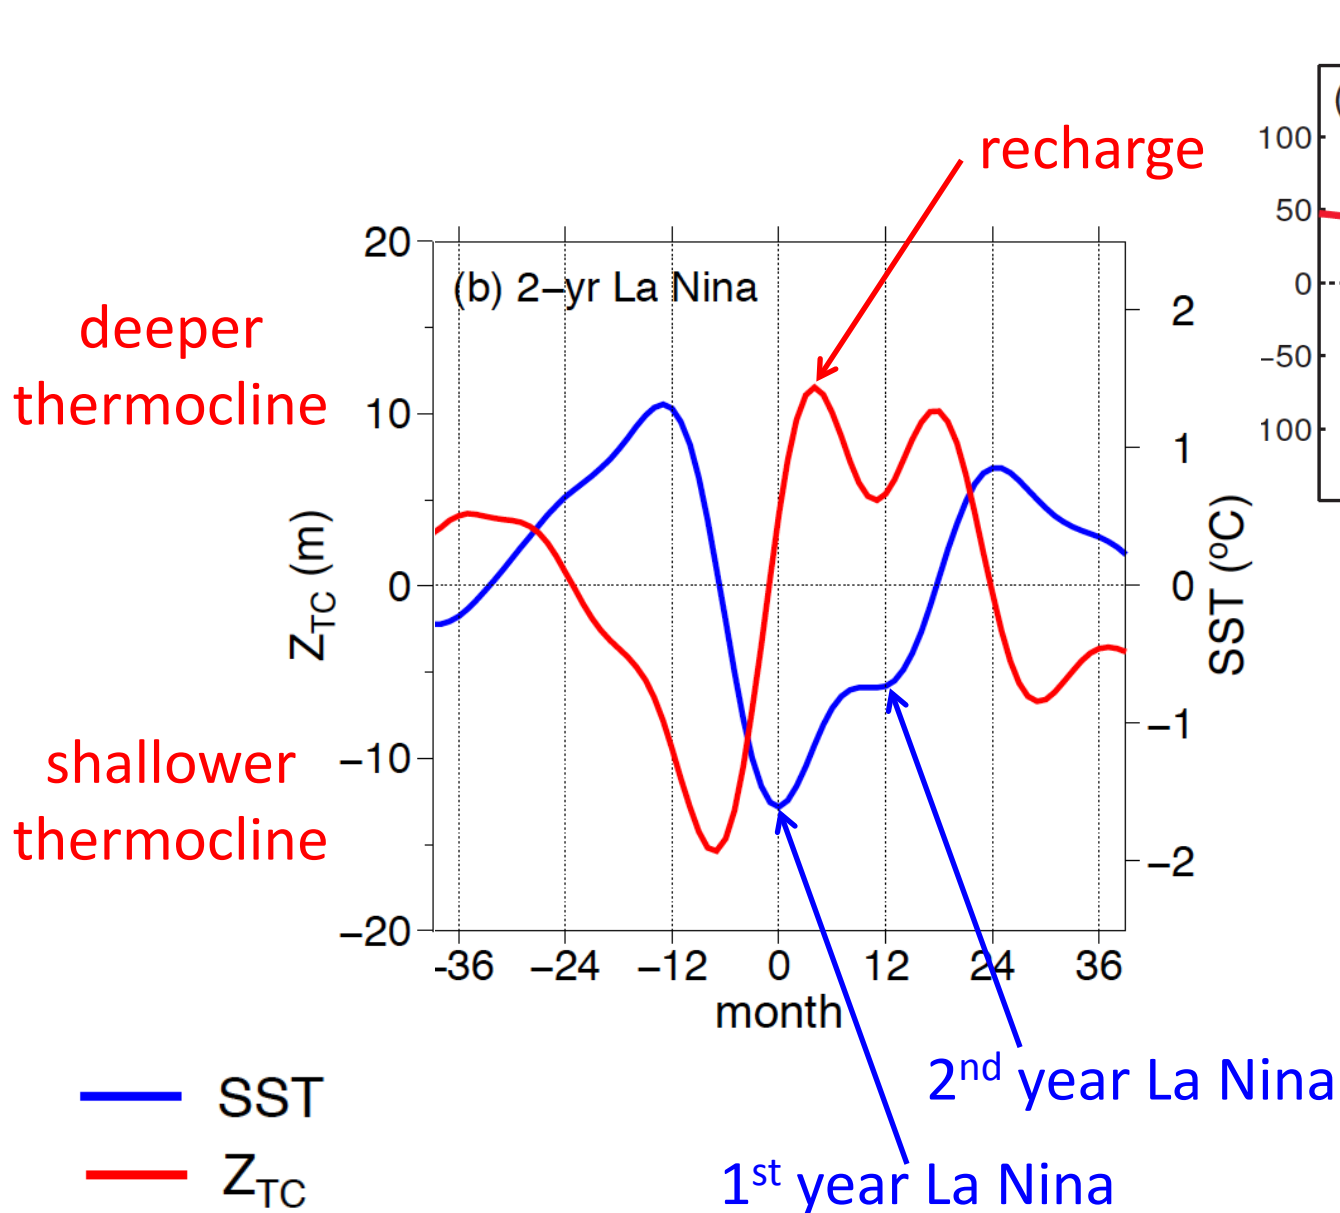 recharge
(
100
50
0
−50
100
20
10
0
−10
−20
(b) 2−yr La Nina
deeper
thermocline
shallower
thermocline
Z_TC (m)
2
1
0
−1
−2
SST (ºC)
-36 −24 −12 0 12 24 36
month
2nd year La Nina
1st year La Nina
SST
Z_TC